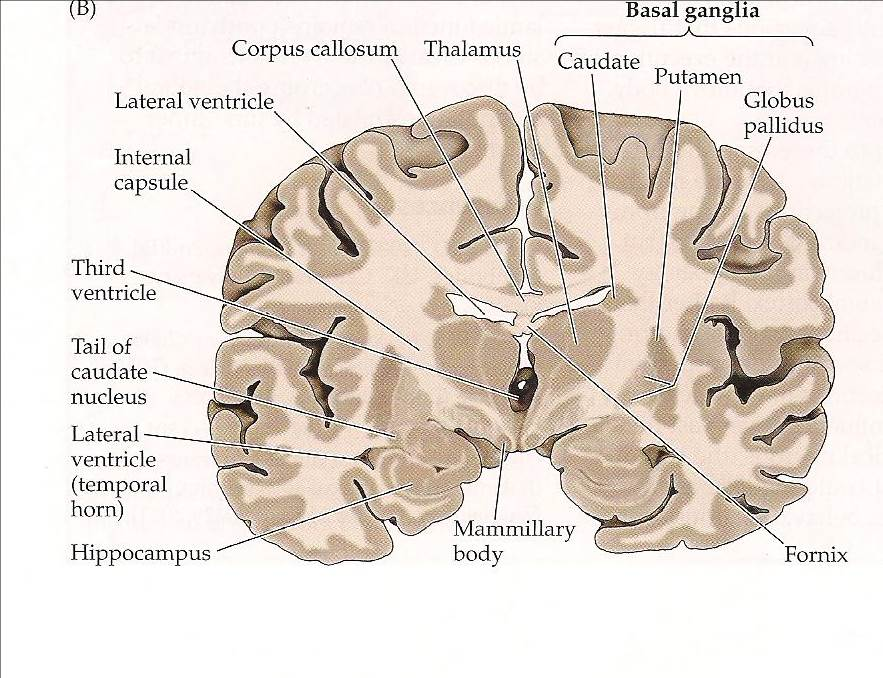 (B)
Basal ganglia
Corpus callosum
Thalamus
Caudate
Putamen
Lateral ventricle
Globus
pallidus
Internal
capsule
Third
ventricle
Tail of
caudate
nucleus
Lateral
ventricle
(temporal
horn)
Hippocampus
Mammillary
body
Fornix